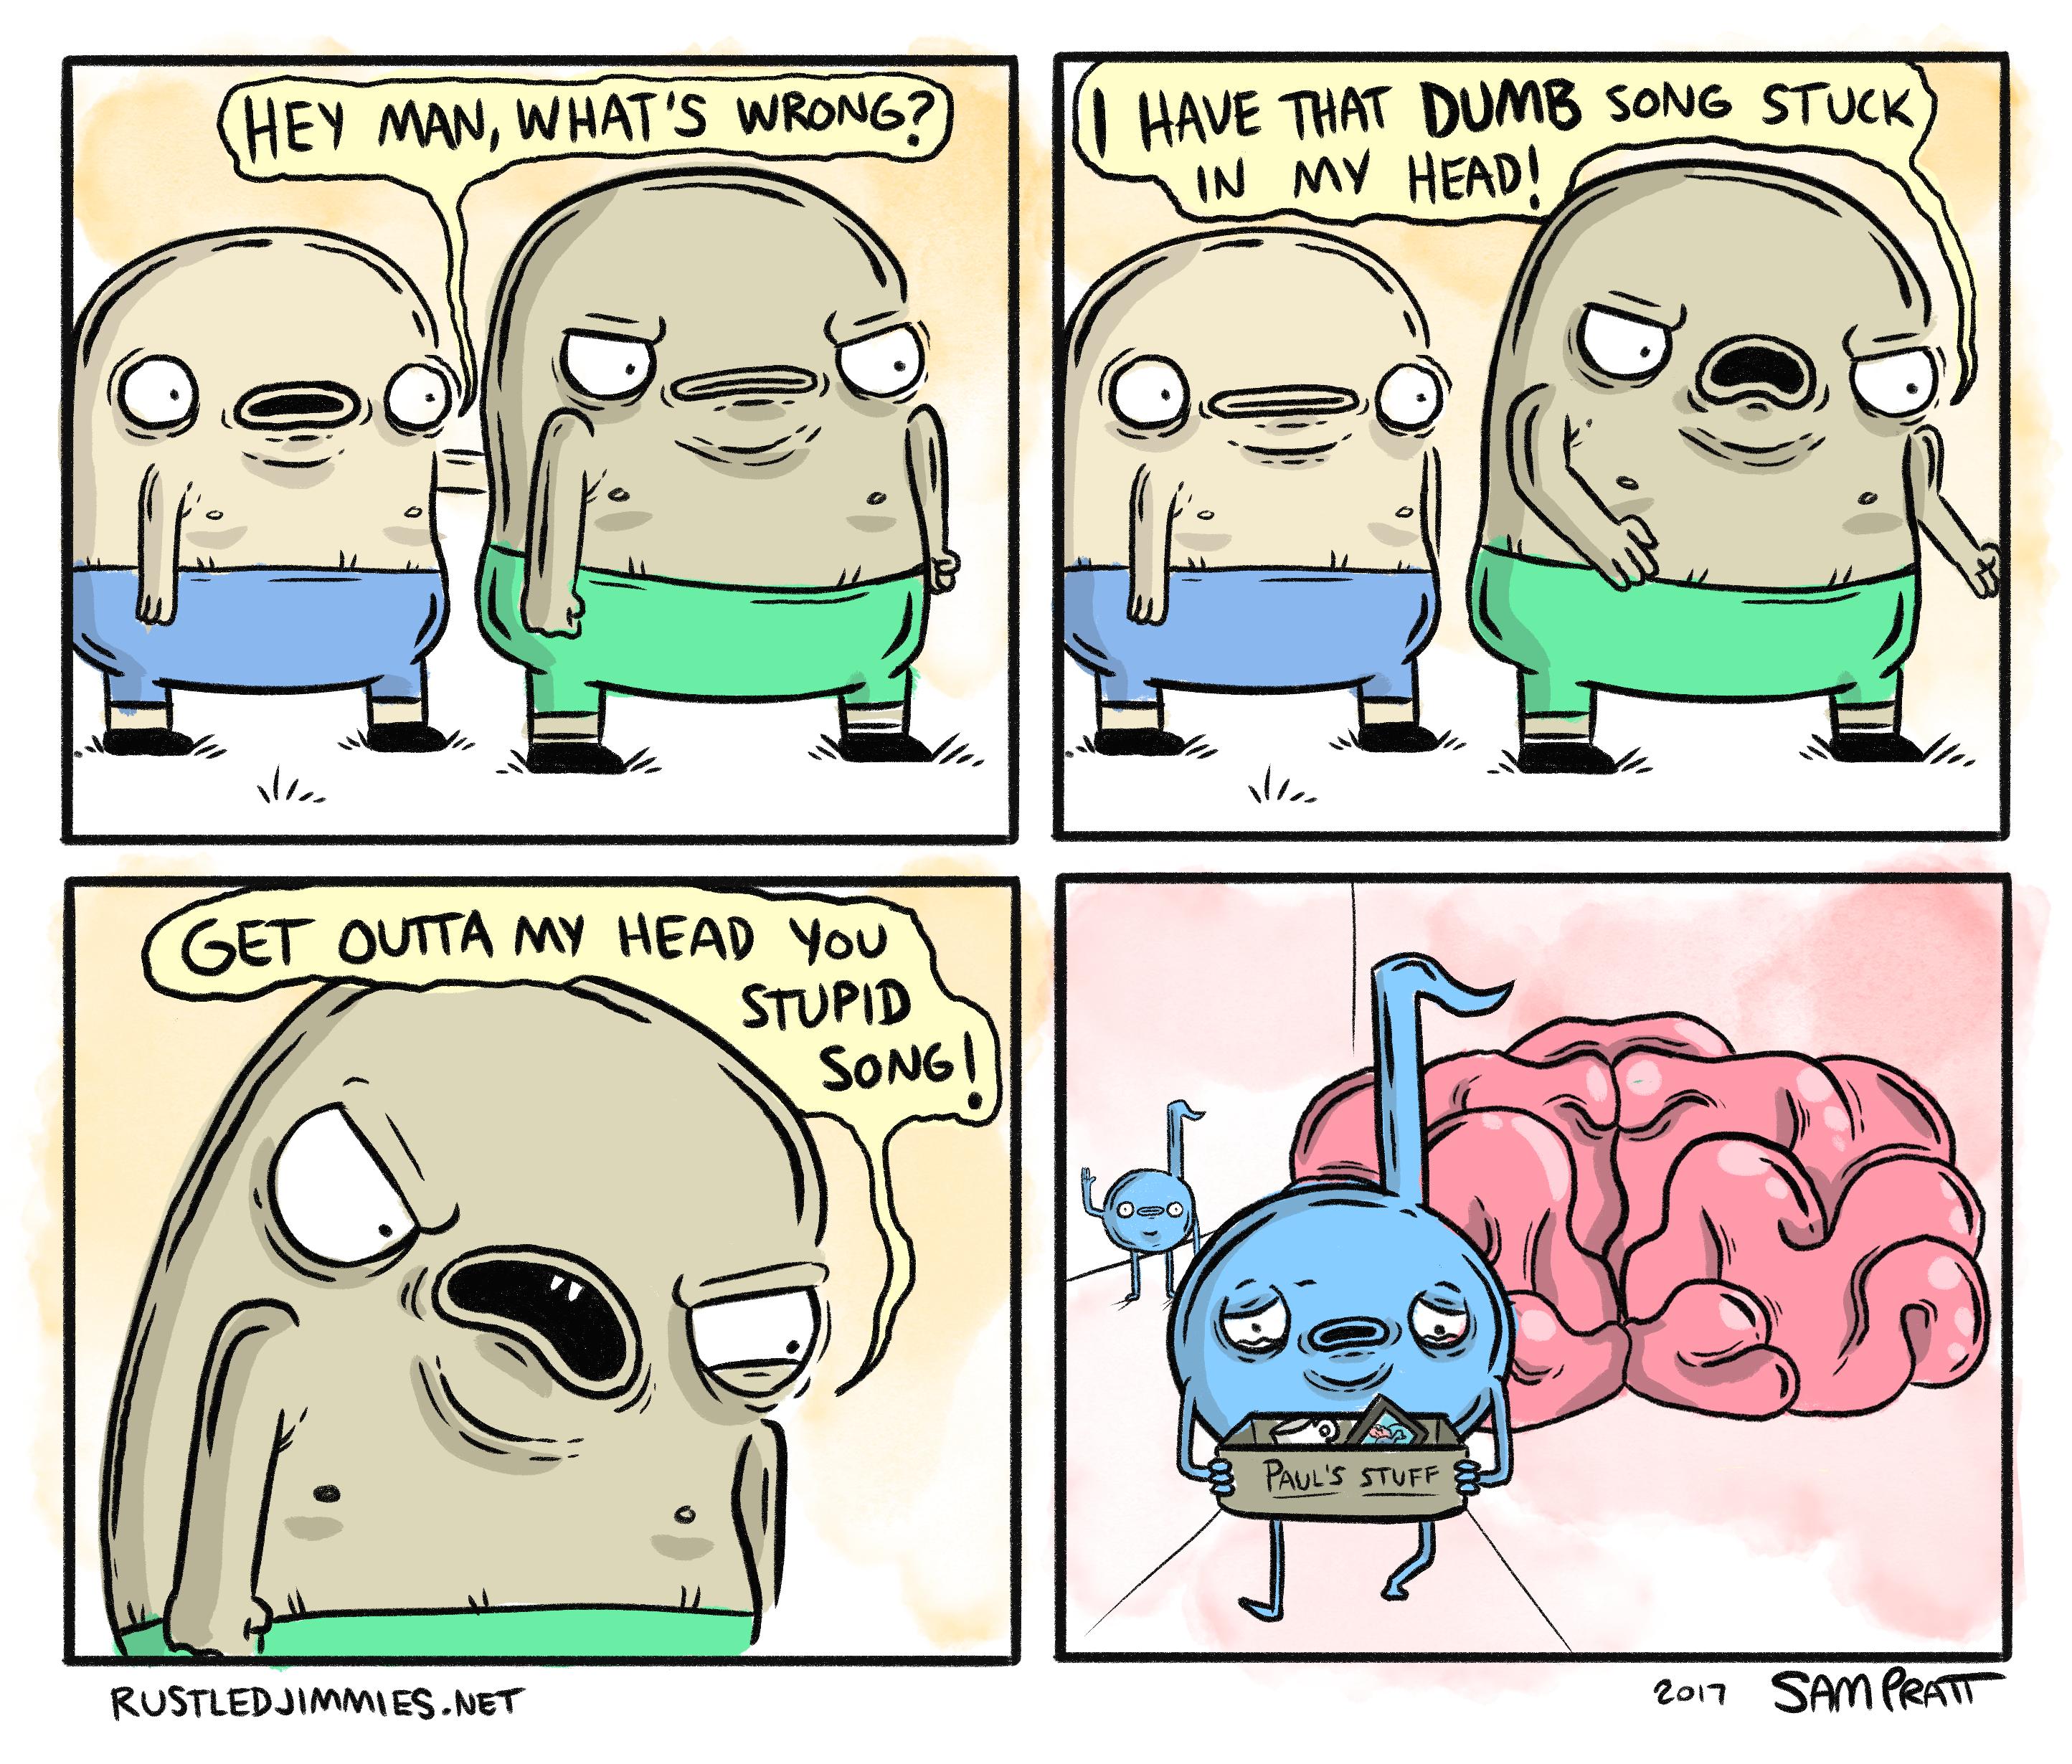 HEY MAN, WHAT'S WRONG?
I HAVE THAT DUMB SONG STUCK
IN MY HEAD!
GET OUTTA MY HEAD YOU
STUPID
SONG!
PAUL'S STUFF
RUSTLEDJIMMIES.NET
2017 SAM PRATT